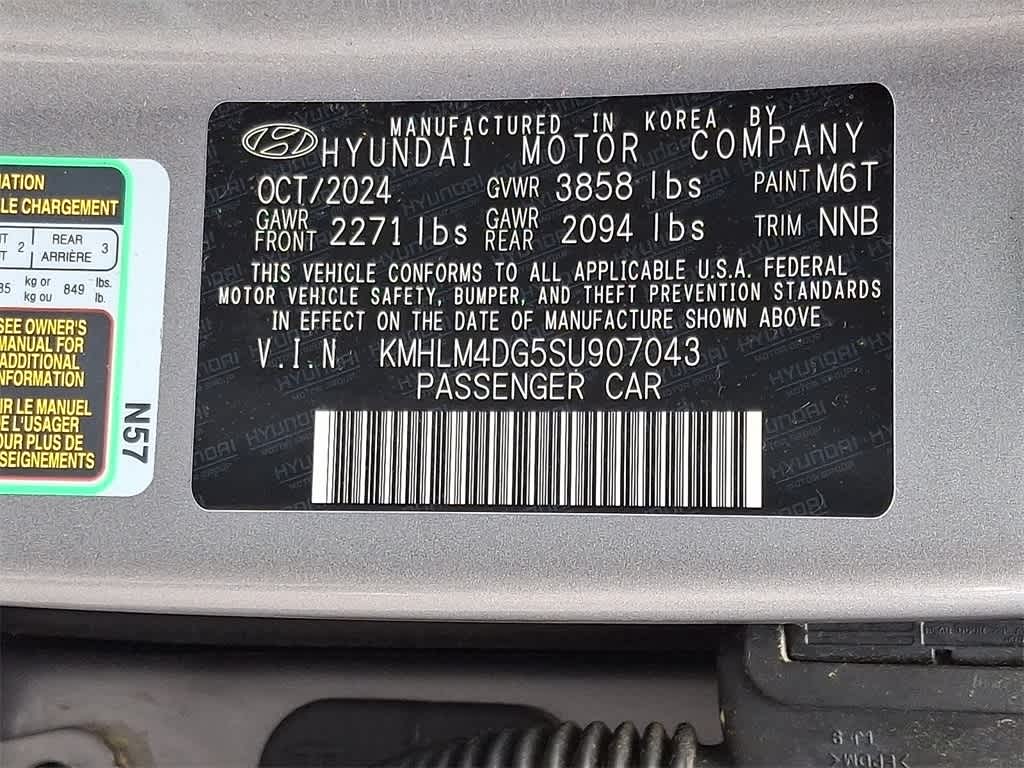 MANUFACTURED IN KOREA BY
HYUNDAI MOTOR COMPANY
OCT/2024 GVWR 3858 lbs PAINT M6T
GAWR FRONT 2271 lbs GAWR REAR 2094 lbs TRIM NNB
THIS VEHICLE CONFORMS TO ALL APPLICABLE U.S.A. FEDERAL
MOTOR VEHICLE SAFETY, BUMPER, AND THEFT PREVENTION STANDARDS
IN EFFECT ON THE DATE OF MANUFACTURE SHOWN ABOVE
V.I.N KMHLM4DG5SU907043
PASSENGER CAR
LE CHARGEMENT
2 REAR 3
ARRIÈRE
kg or 849 lbs.
kg ou lb.
SEE OWNER'S
MANUAL FOR
ADDITIONAL
INFORMATION
LE MANUEL
DE L'USAGER
POUR PLUS DE
N57